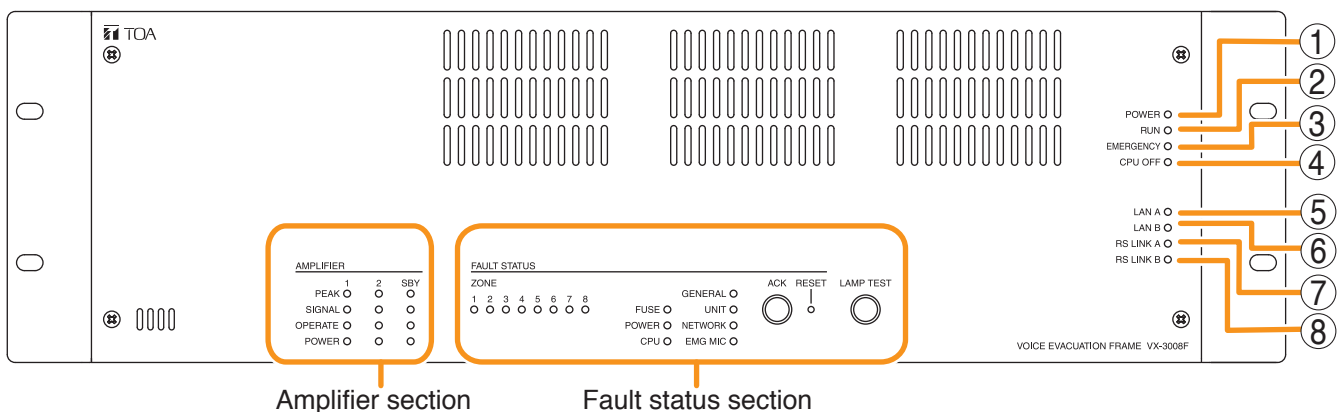 TOA
POWER
RUN
EMERGENCY
CPU OFF
LAN A
LAN B
RS LINK A
RS LINK B
1
2
3
4
5
6
7
8
AMPLIFIER
1 2 SBY
PEAK
SIGNAL
OPERATE
POWER
FAULT STATUS
ZONE
1 2 3 4 5 6 7 8
FUSE
POWER
CPU
GENERAL
UNIT
NETWORK
EMG MIC
ACK RESET LAMP TEST
VOICE EVACUATION FRAME VX-3008F
Amplifier section
Fault status section